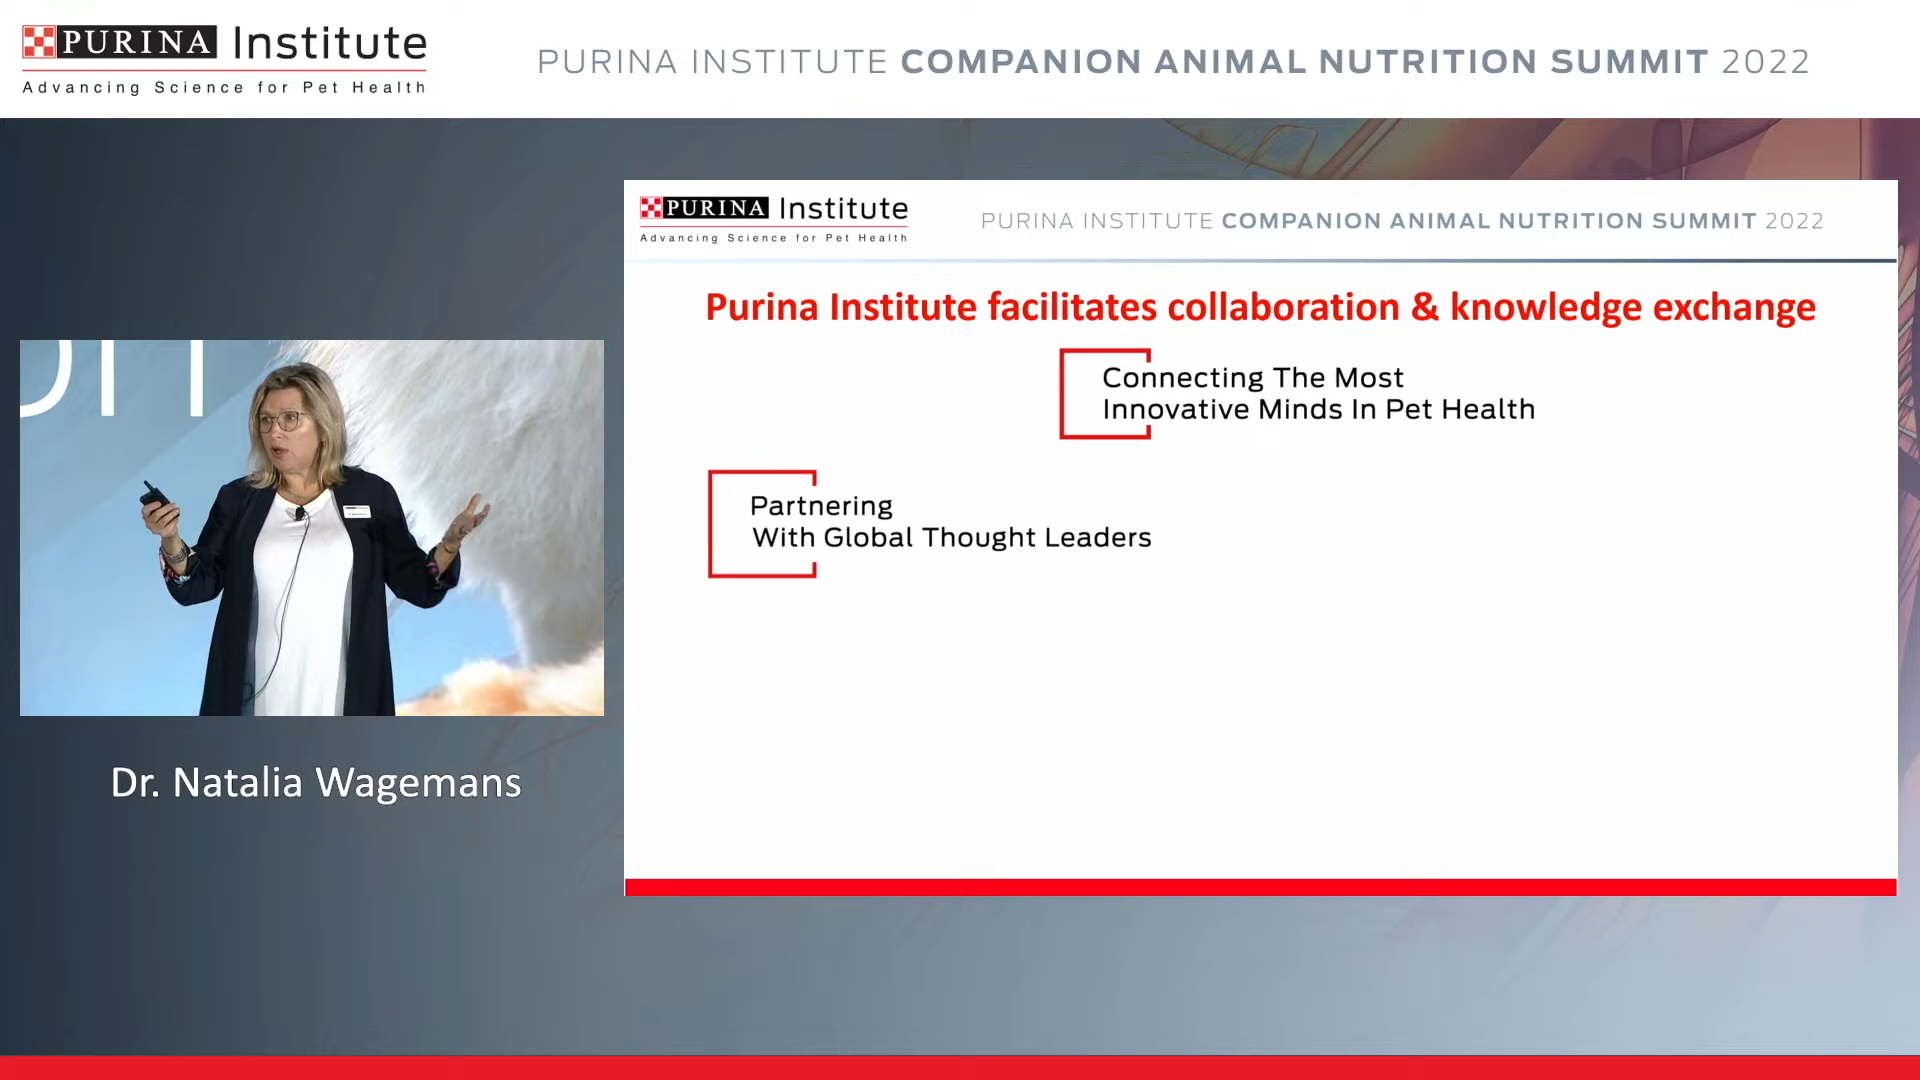 PURINA Institute
Advancing Science for Pet Health
PURINA INSTITUTE COMPANION ANIMAL NUTRITION SUMMIT 2022
PURINA Institute
Advancing Science for Pet Health
PURINA INSTITUTE COMPANION ANIMAL NUTRITION SUMMIT 2022
Purina Institute facilitates collaboration & knowledge exchange
Connecting The Most
Innovative Minds In Pet Health
Partnering
With Global Thought Leaders
Dr. Natalia Wagemans